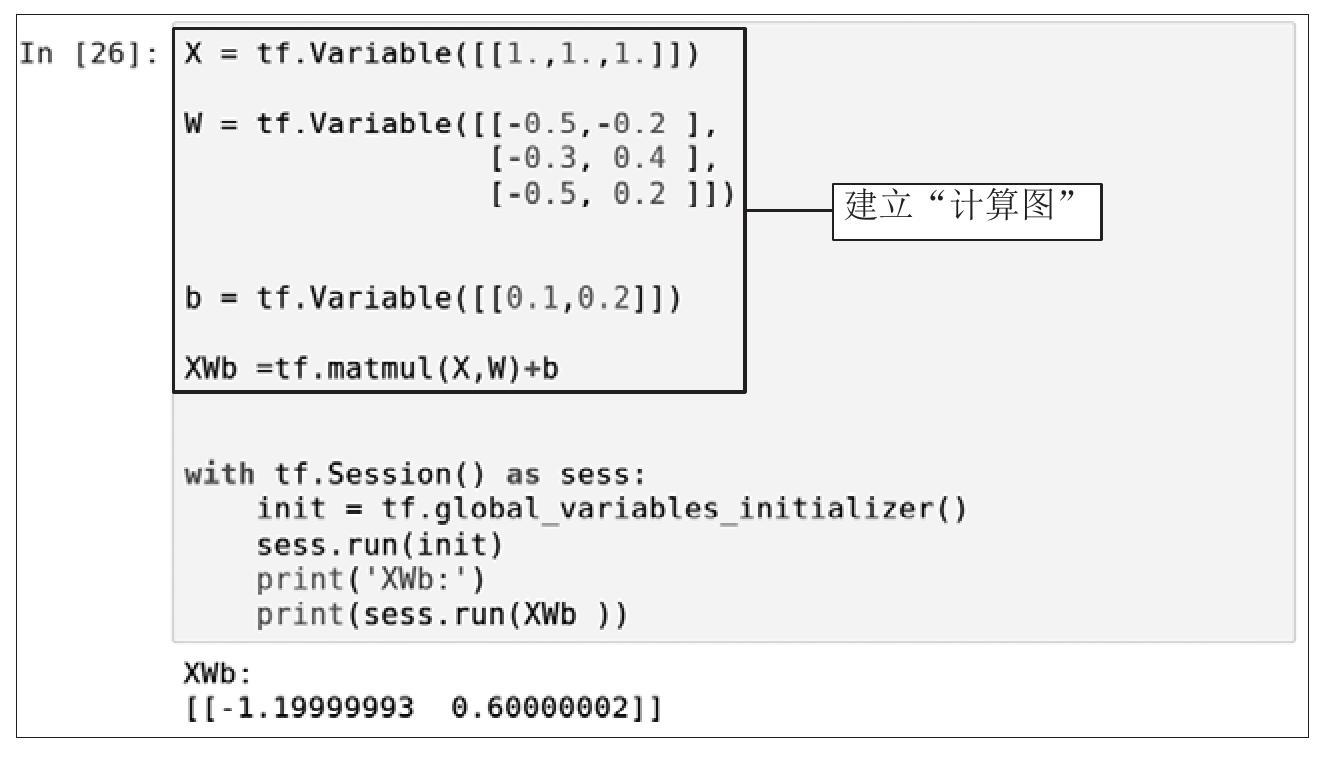 In [26]: X = tf.Variable([[1.,1.,1.]])
W = tf.Variable([[-0.5,-0.2 ],
[-0.3, 0.4 ],
[-0.5, 0.2 ]])
建立“计算图”
b = tf.Variable([[0.1,0.2]])
XWb =tf.matmul(X,W)+b
with tf.Session() as sess:
init = tf.global_variables_initializer()
sess.run(init)
print('XWb:')
print(sess.run(XWb ))
XWb:
[[-1.19999993  0.60000002]]